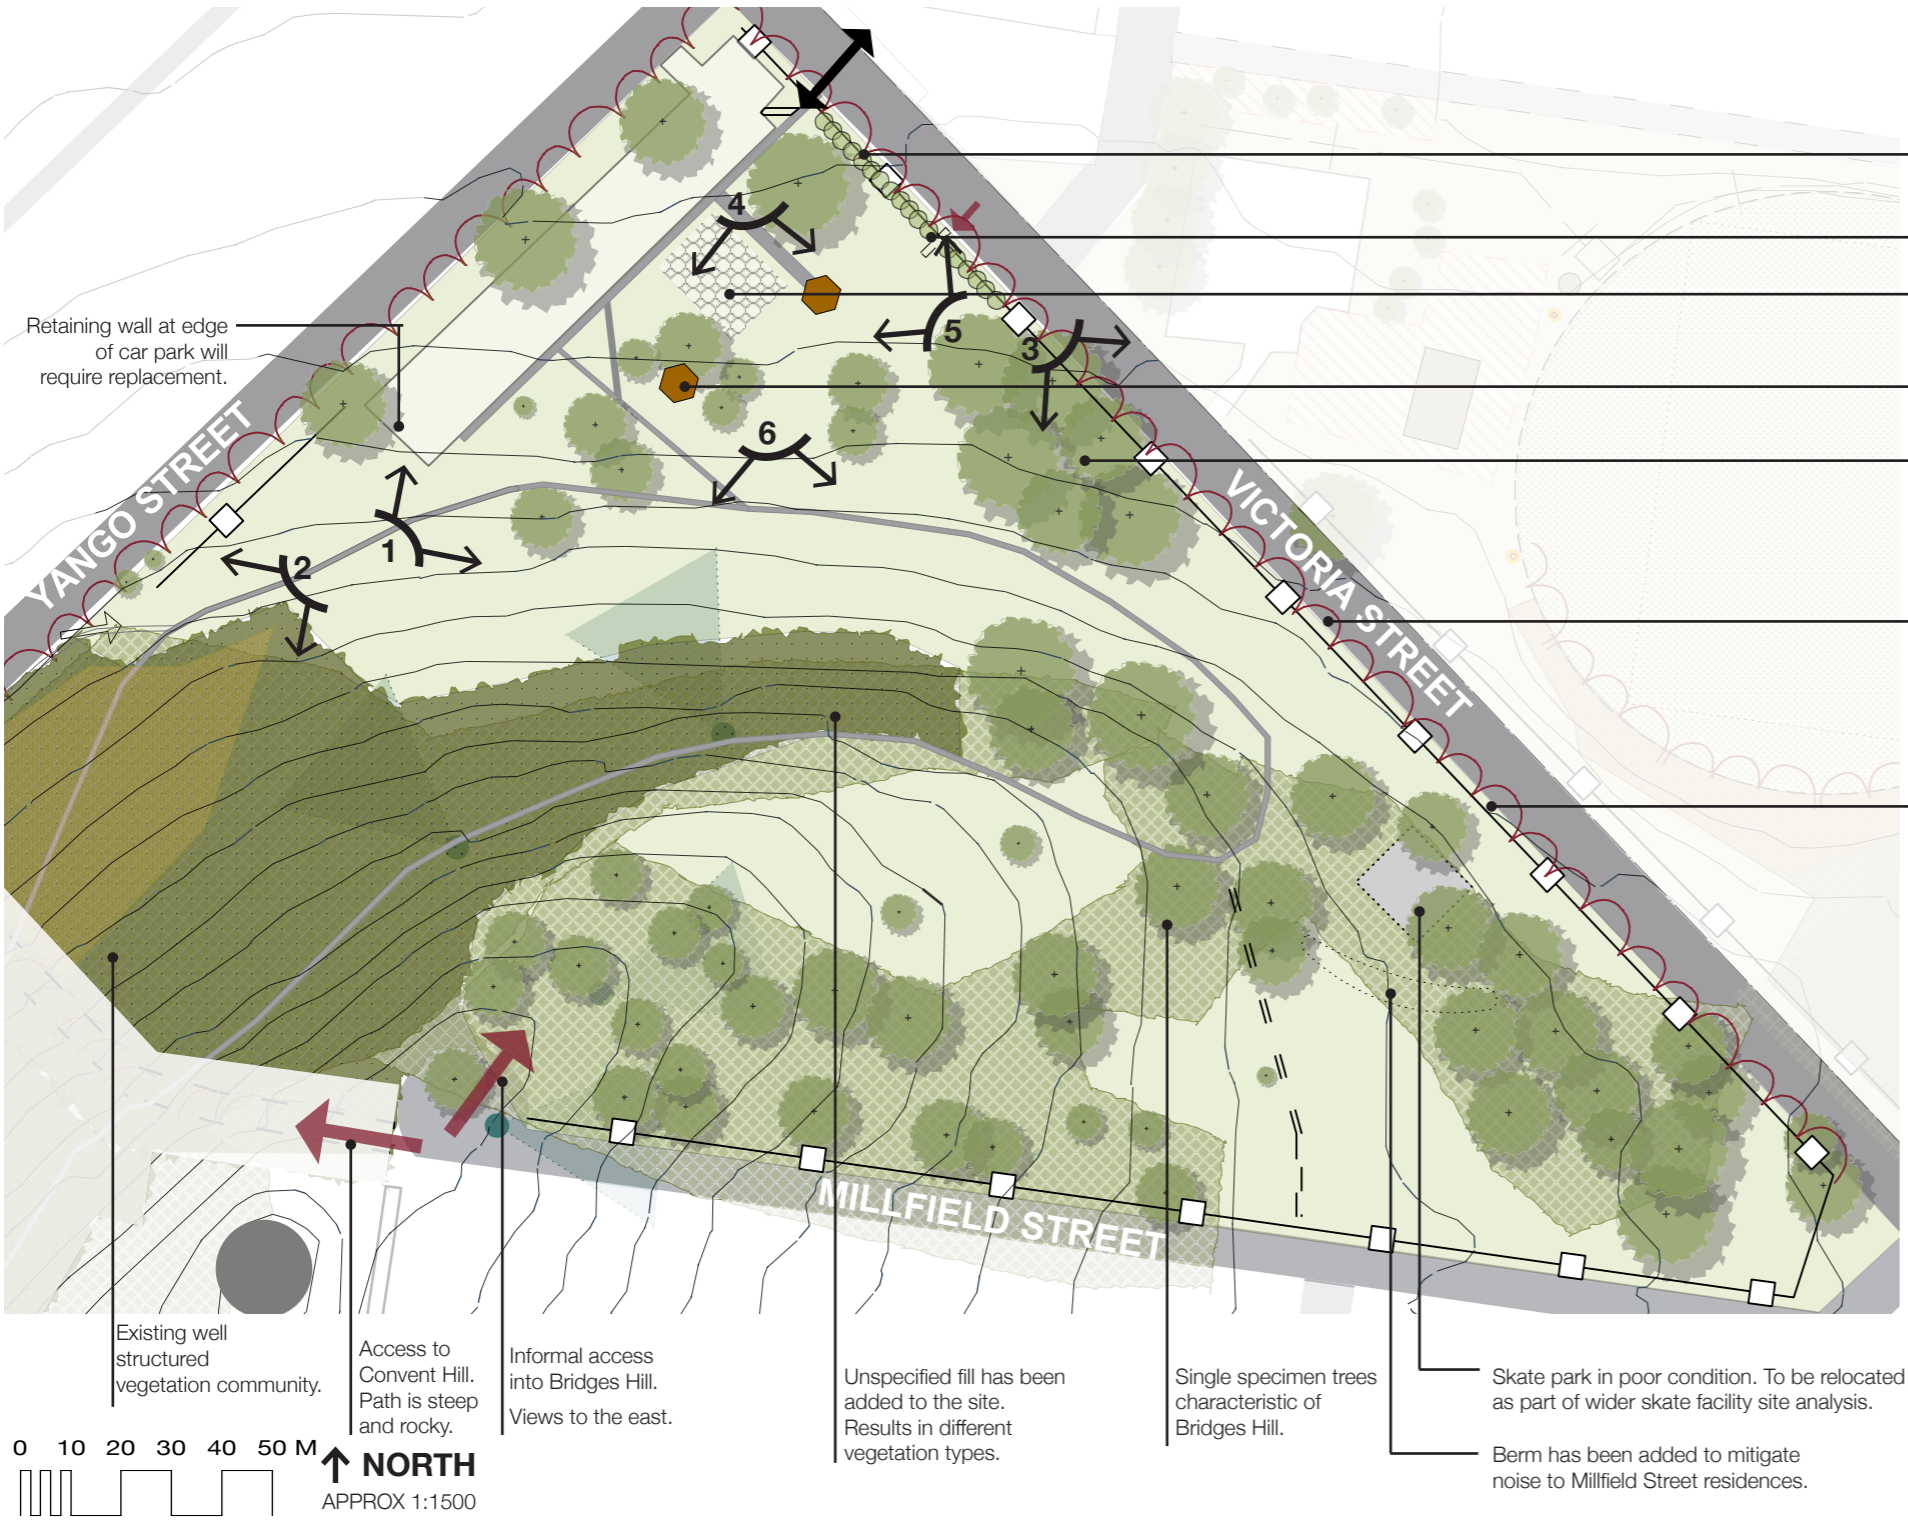 4
5
3
Retaining wall at edge
of car park will
require replacement.
6
YANGO STREET
VICTORIA STREET
1
2
MILLFIELD STREET
Existing well
structured
vegetation community.
Access to
Convent Hill.
Path is steep
and rocky.
Informal access
into Bridges Hill.
Views to the east.
Unspecified fill has been
added to the site.
Results in different
vegetation types.
Single specimen trees
characteristic of
Bridges Hill.
Skate park in poor condition. To be relocated
as part of wider skate facility site analysis.
Berm has been added to mitigate
noise to Millfield Street residences.
0 10 20 30 40 50 M
NORTH
APPROX 1:1500